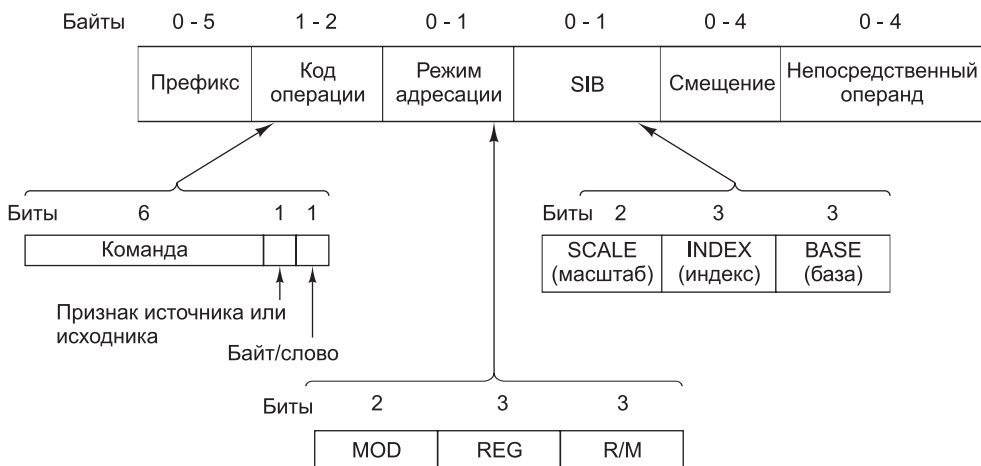 Байты 0 - 5 1 - 2 0 - 1 0 - 1 0 - 4 0 - 4
Префикс Код операции Режим адресации SIB Смещение Непосредственный операнд
Биты 6 1 1
Команда
Признак источника или
исходника
Байт/слово
Биты 2 3 3
SCALE INDEX BASE
(масштаб) (индекс) (база)
Биты 2 3 3
MOD REG R/M